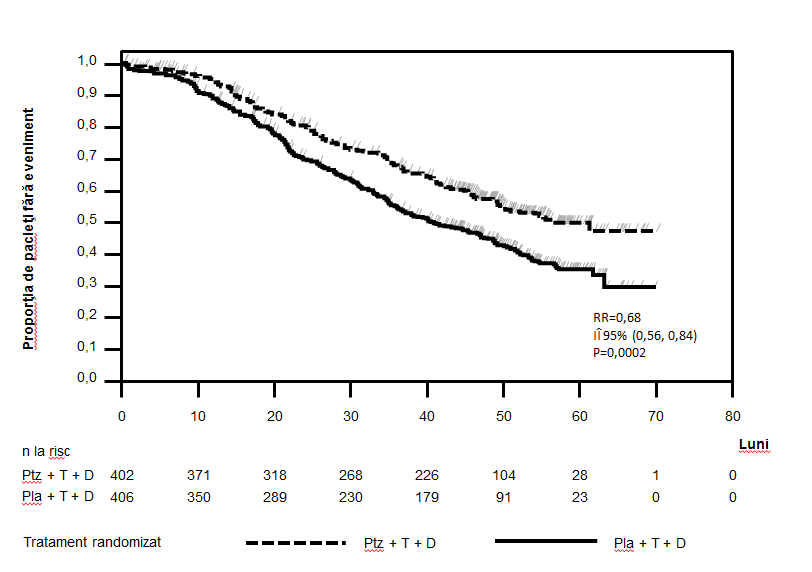 Proporția de pacieți fără eveniment
1,0
0,9
0,8
0,7
0,6
0,5
0,4
0,3
0,2
0,1
0,0
RR=0,68
IÎ 95% (0,56, 0,84)
P=0,0002
0 10 20 30 40 50 60 70 80
Luni
n la risc
Ptz + T + D 402 371 318 268 226 104 28 1 0
Pla + T + D 406 350 289 230 179 91 23 0 0
Tratament randomizat Ptz + T + D Pla + T + D